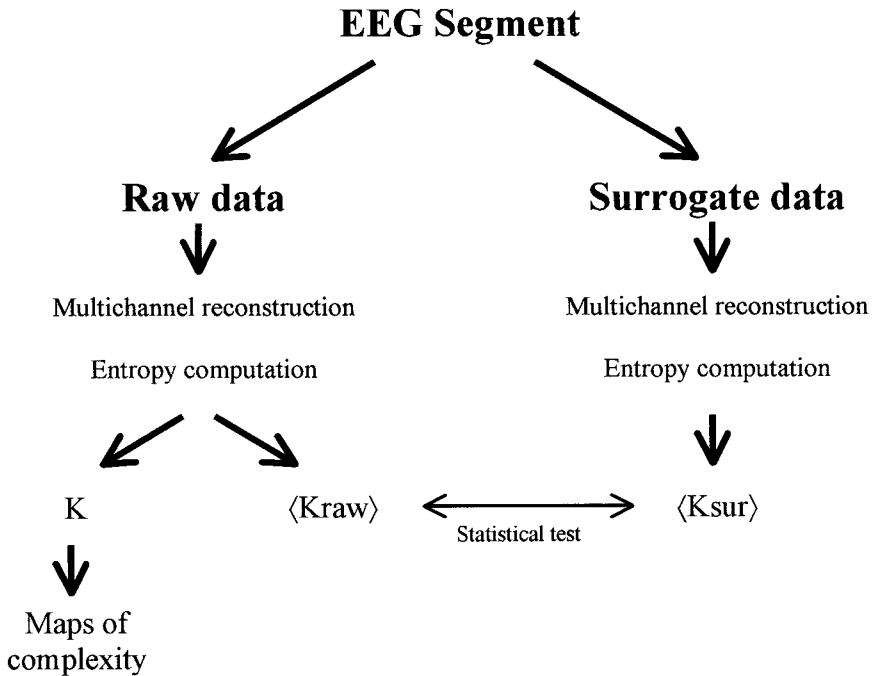 EEG Segment
Raw data
Surrogate data
Multichannel reconstruction
Multichannel reconstruction
Entropy computation
Entropy computation
K
⟨Kraw⟩
⟨Ksur⟩
Statistical test
Maps of
complexity